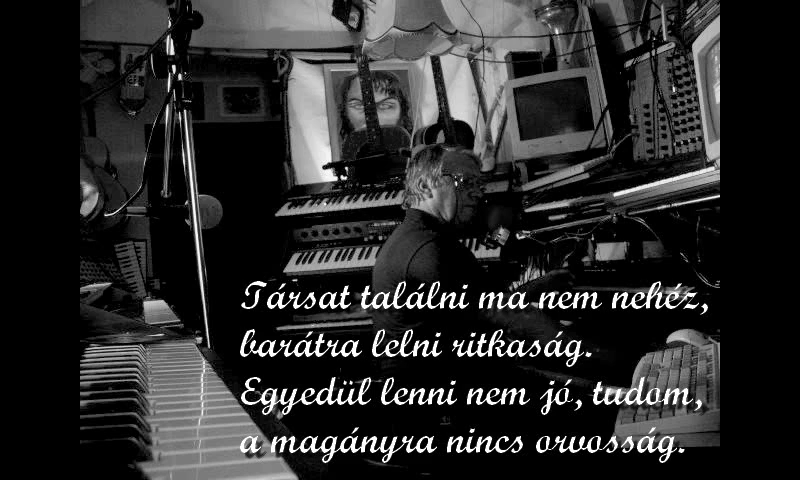 Társat találni ma nem nehéz,
barátra lelni ritkaság.
Egyedül lenni nem jó, tudom,
a magányra nincs orvosság.